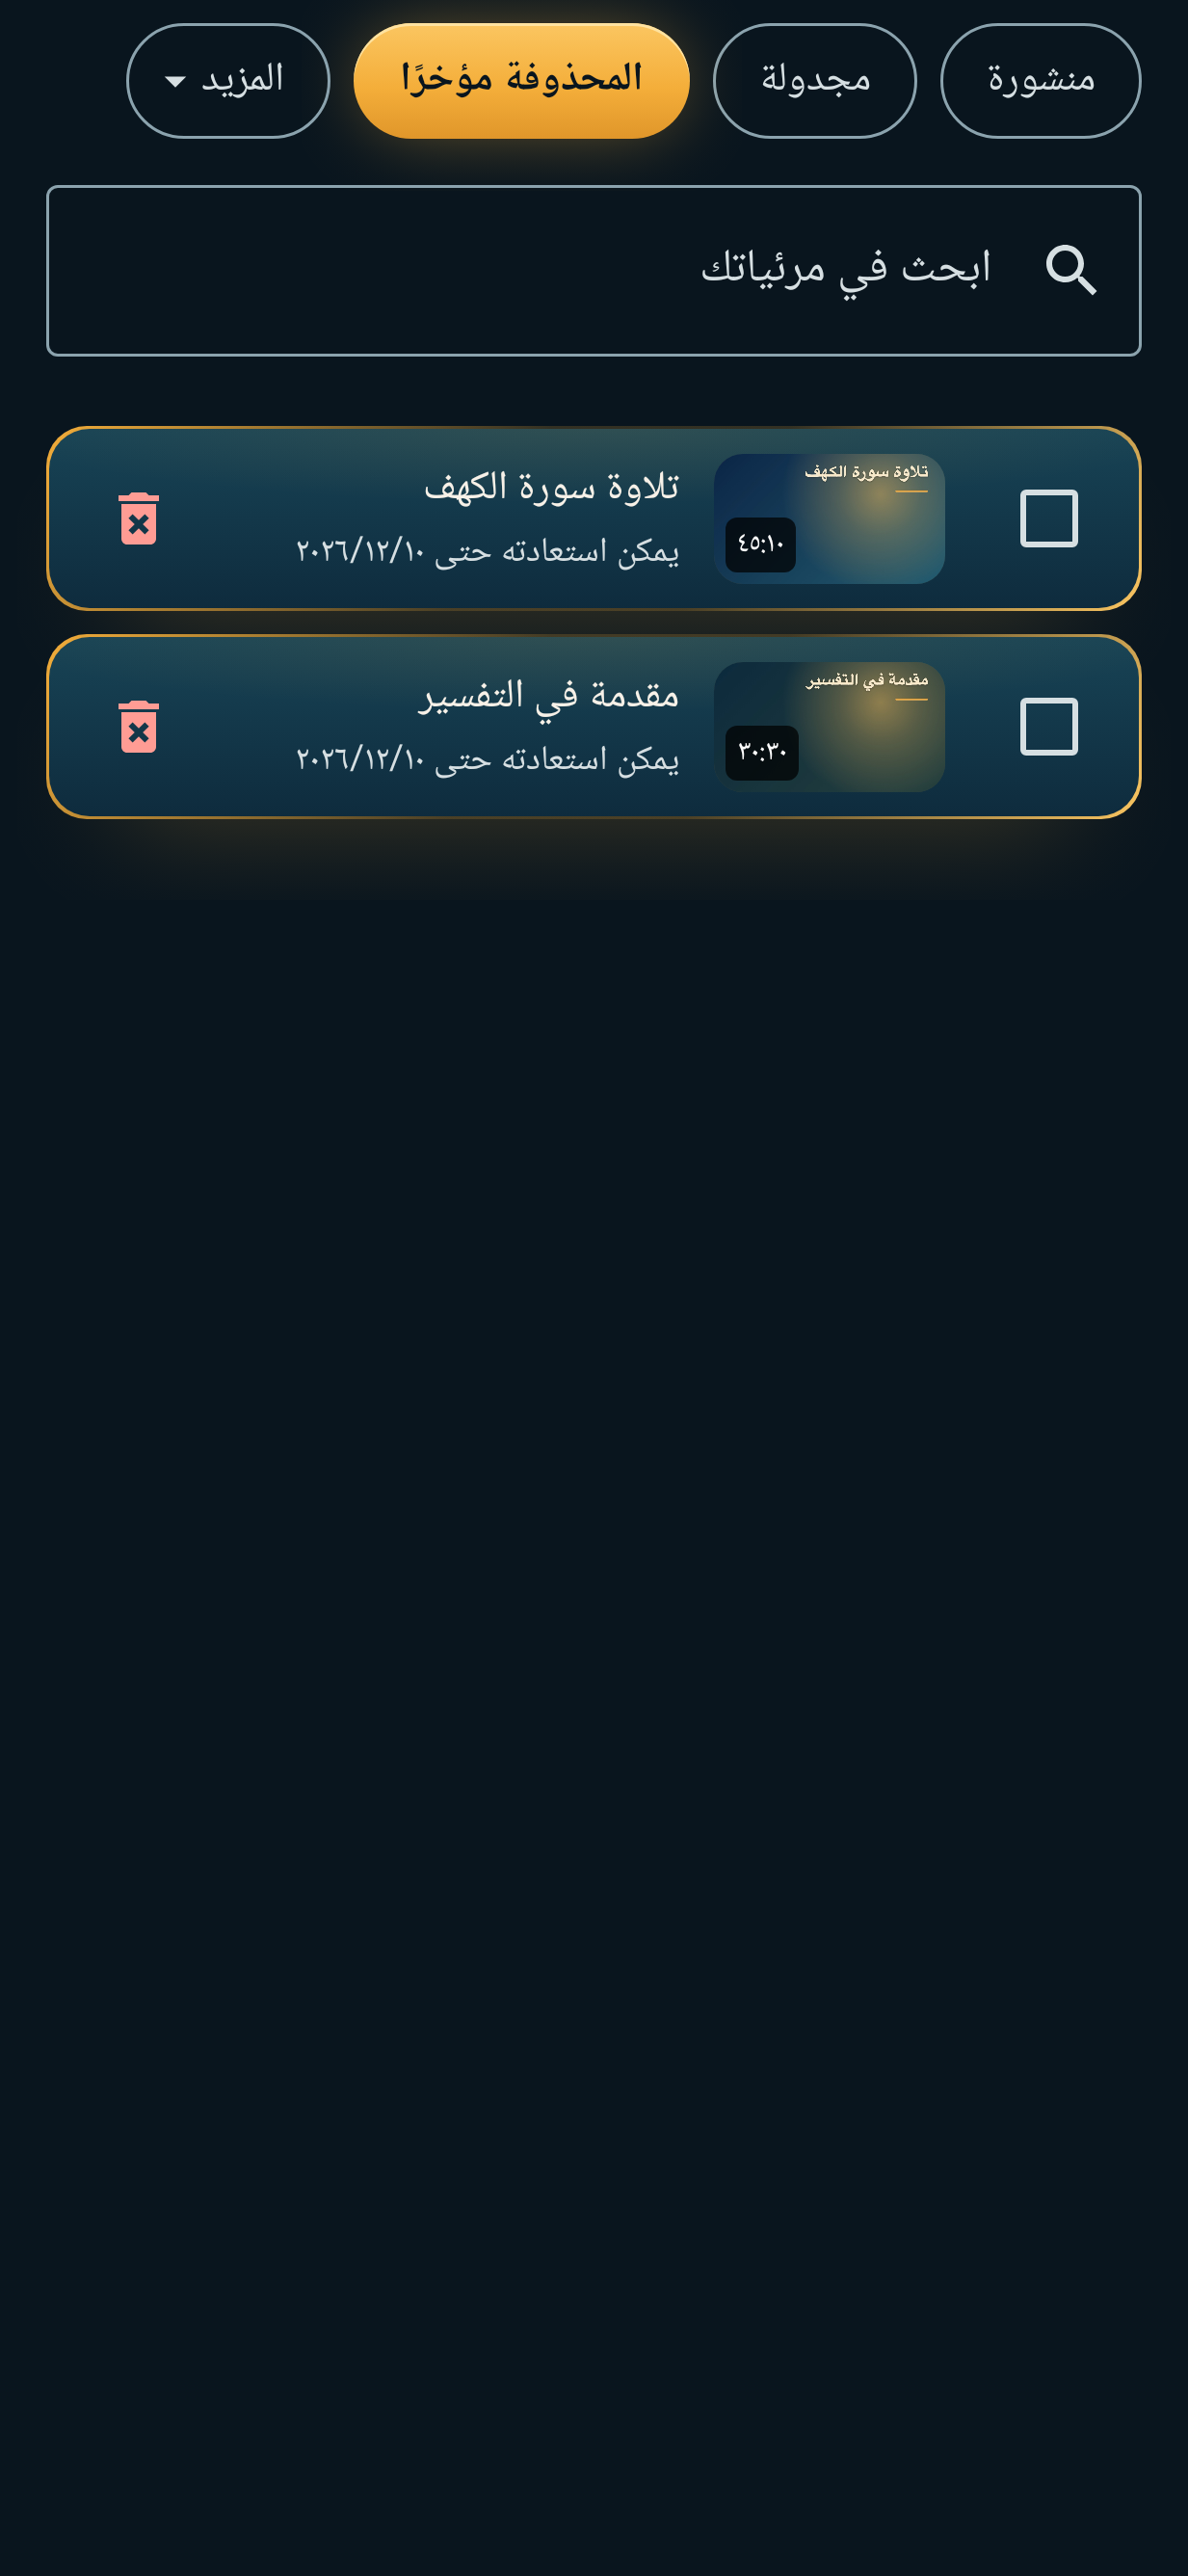 منشورة
مجدولة
المحذوفة مؤخرًا
المزيد
ابحث في مرئياتك
تلاوة سورة الكهف
٤٥:١٠
تلاوة سورة الكهف
يمكن استعادته حتى ٢٠٢٦/١٢/١٠
مقدمة في التفسير
٣٠:٣٠
مقدمة في التفسير
يمكن استعادته حتى ٢٠٢٦/١٢/١٠